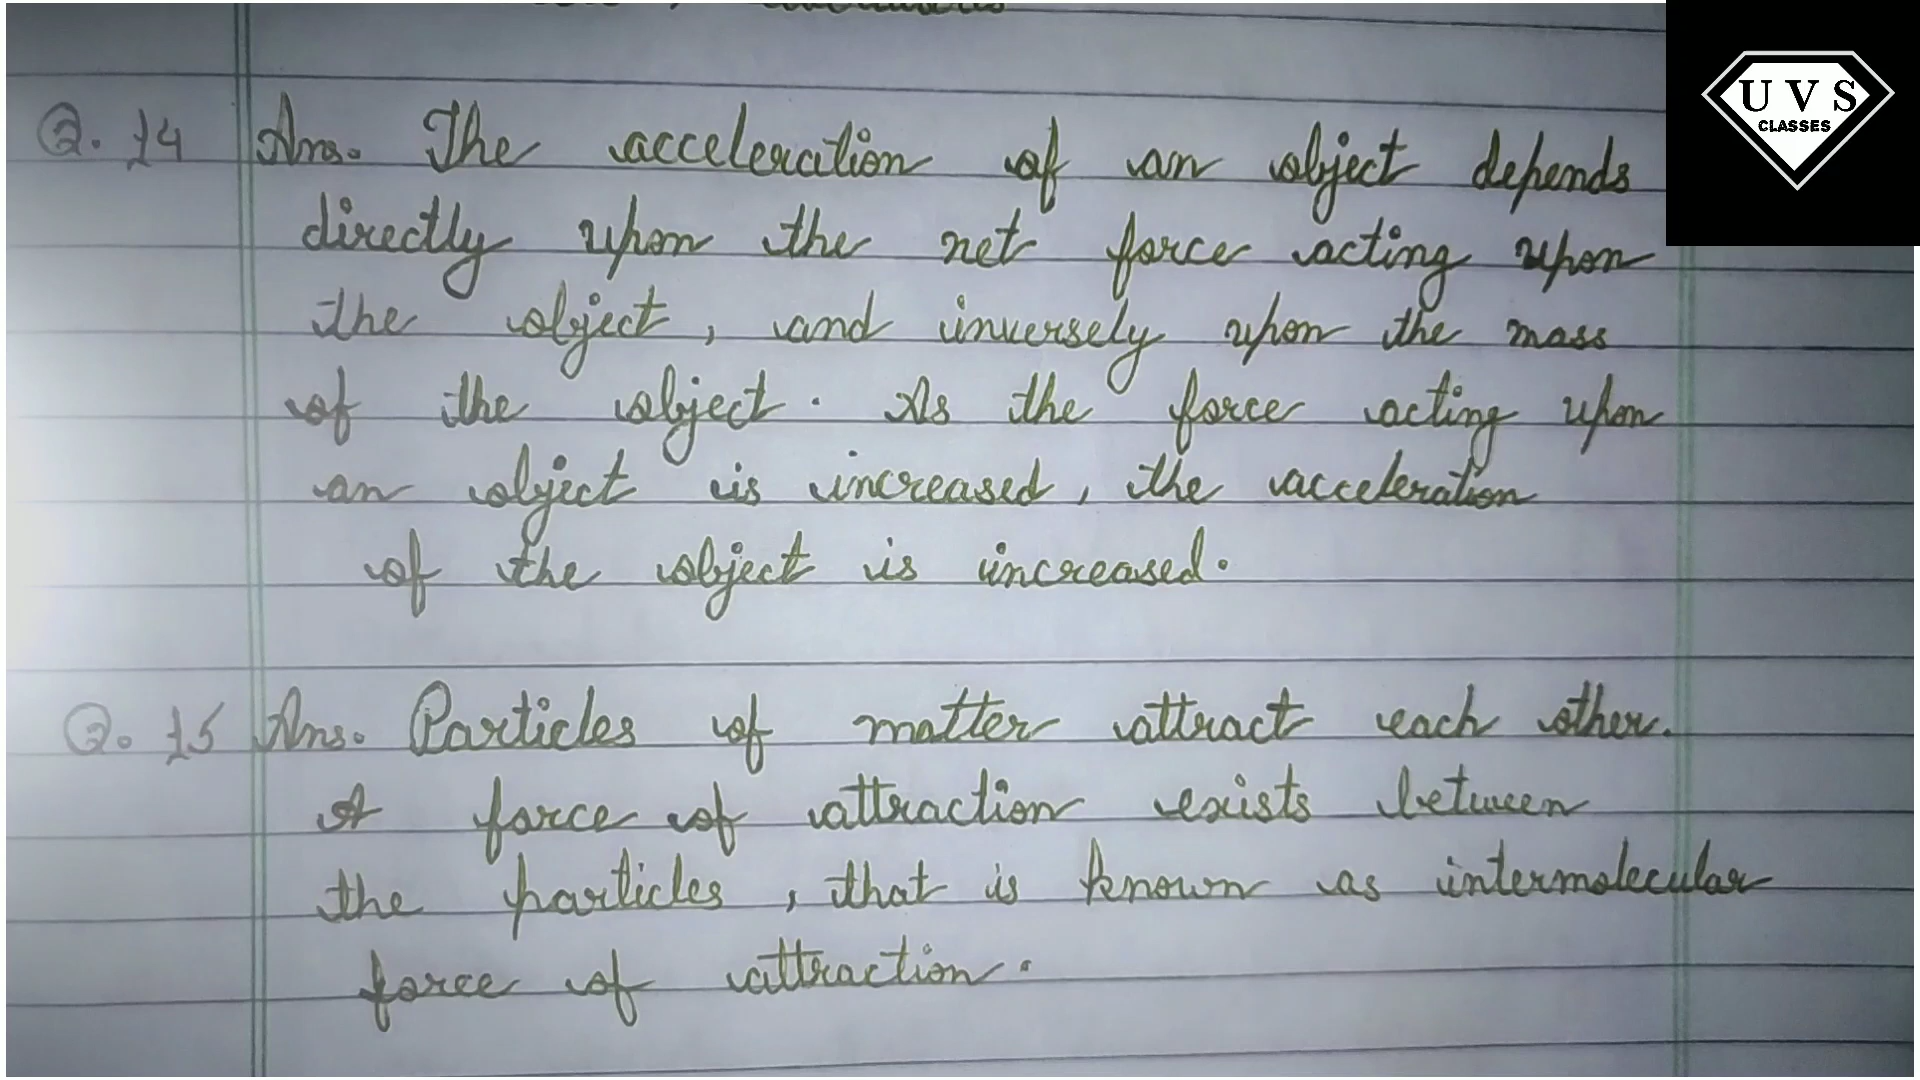 Q. 14 Ans. The acceleration of an object depends
directly upon the net force acting upon
the object, and inversely upon the mass
of the object. As the force acting upon
an object is increased, the acceleration
of the object is increased.
Q. 15 Ans. Particles of matter attract each other.
A force of attraction exists between
the particles, that is known as intermolecular
force of attraction.
UVS
CLASSES